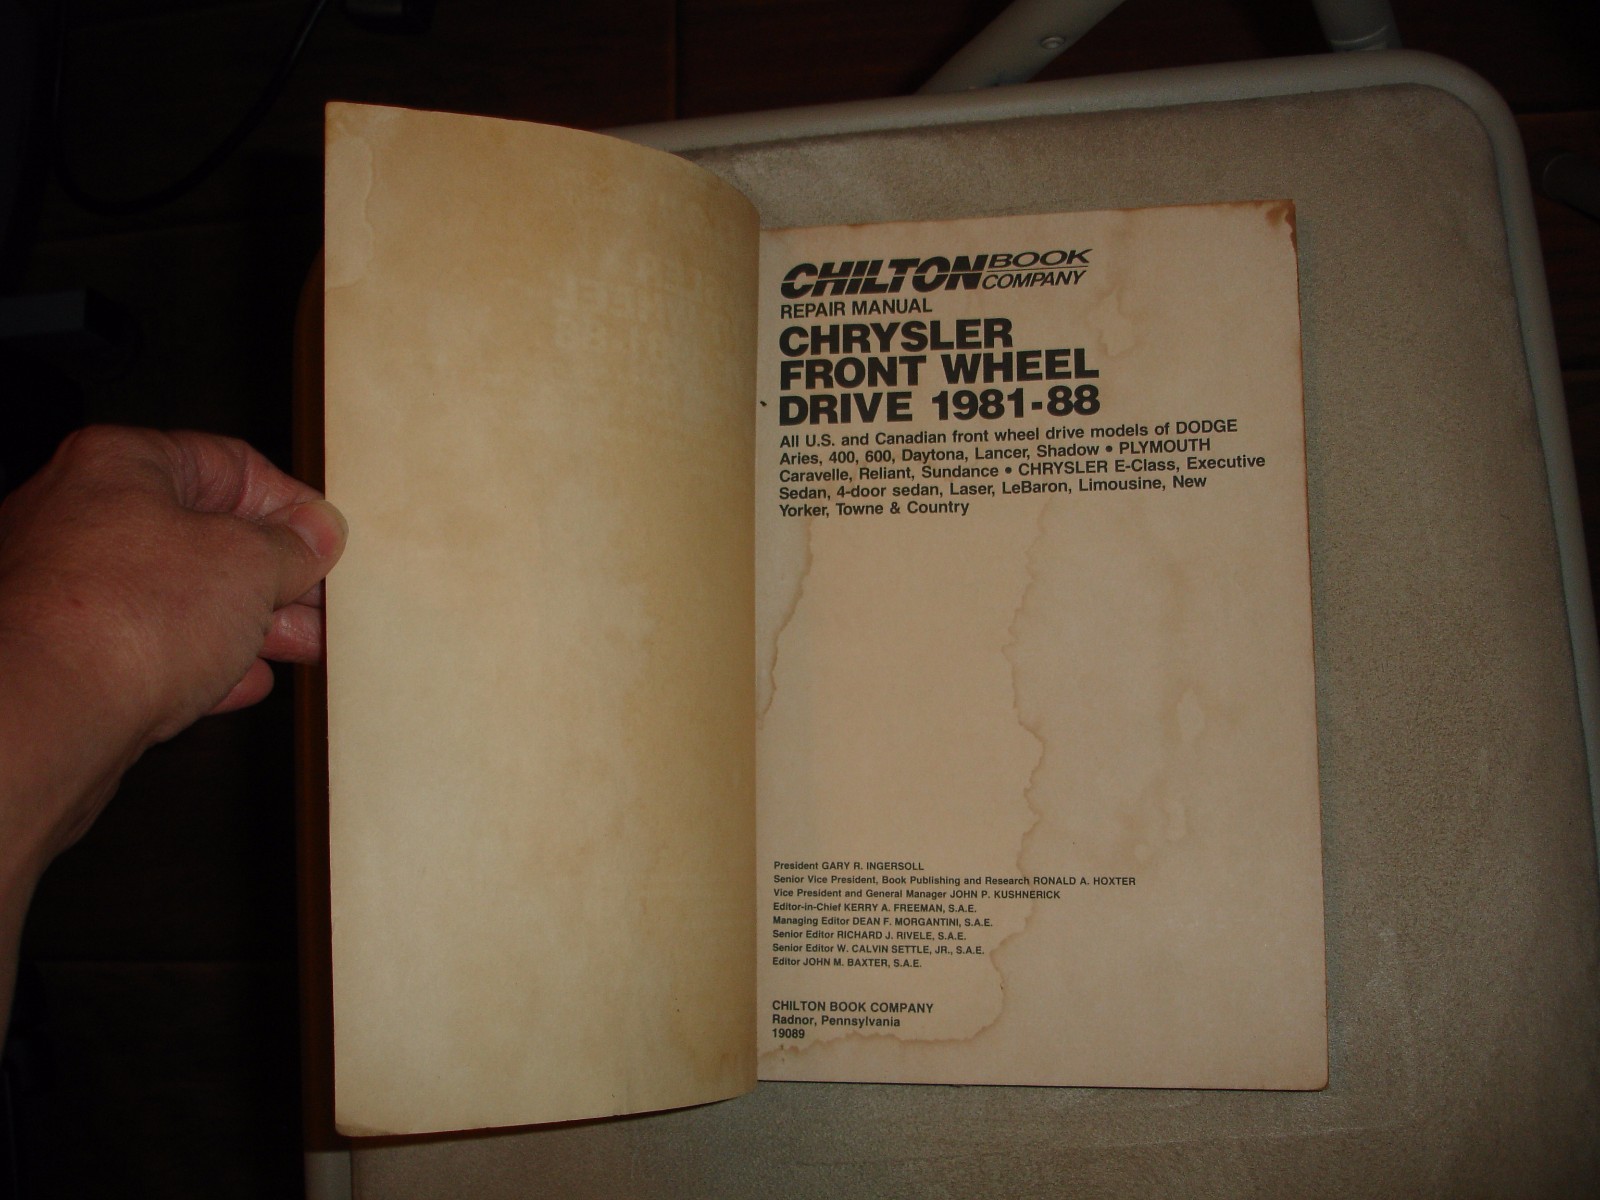 CHILTON BOOK COMPANY
REPAIR MANUAL
CHRYSLER
FRONT WHEEL
DRIVE 1981-88
All U.S. and Canadian front wheel drive models of DODGE
Aries, 400, 600, Daytona, Lancer, Shadow • PLYMOUTH
Caravelle, Reliant, Sundance • CHRYSLER E-Class, Executive
Sedan, 4-door sedan, Laser, LeBaron, Limousine, New
Yorker, Towne & Country
President GARY R. INGERSOLL
Senior Vice President, Book Publishing and Research RONALD A. HOXTER
Vice President and General Manager JOHN P. KUSHNERICK
Editor-in-Chief KERRY A. FREEMAN, S.A.E.
Managing Editor DEAN F. MORGANTINI, S.A.E.
Senior Editor RICHARD J. RIVELE, S.A.E.
Senior Editor W. CALVIN SETTLE, JR., S.A.E.
Editor JOHN M. BAXTER, S.A.E.
CHILTON BOOK COMPANY
Radnor, Pennsylvania
19089